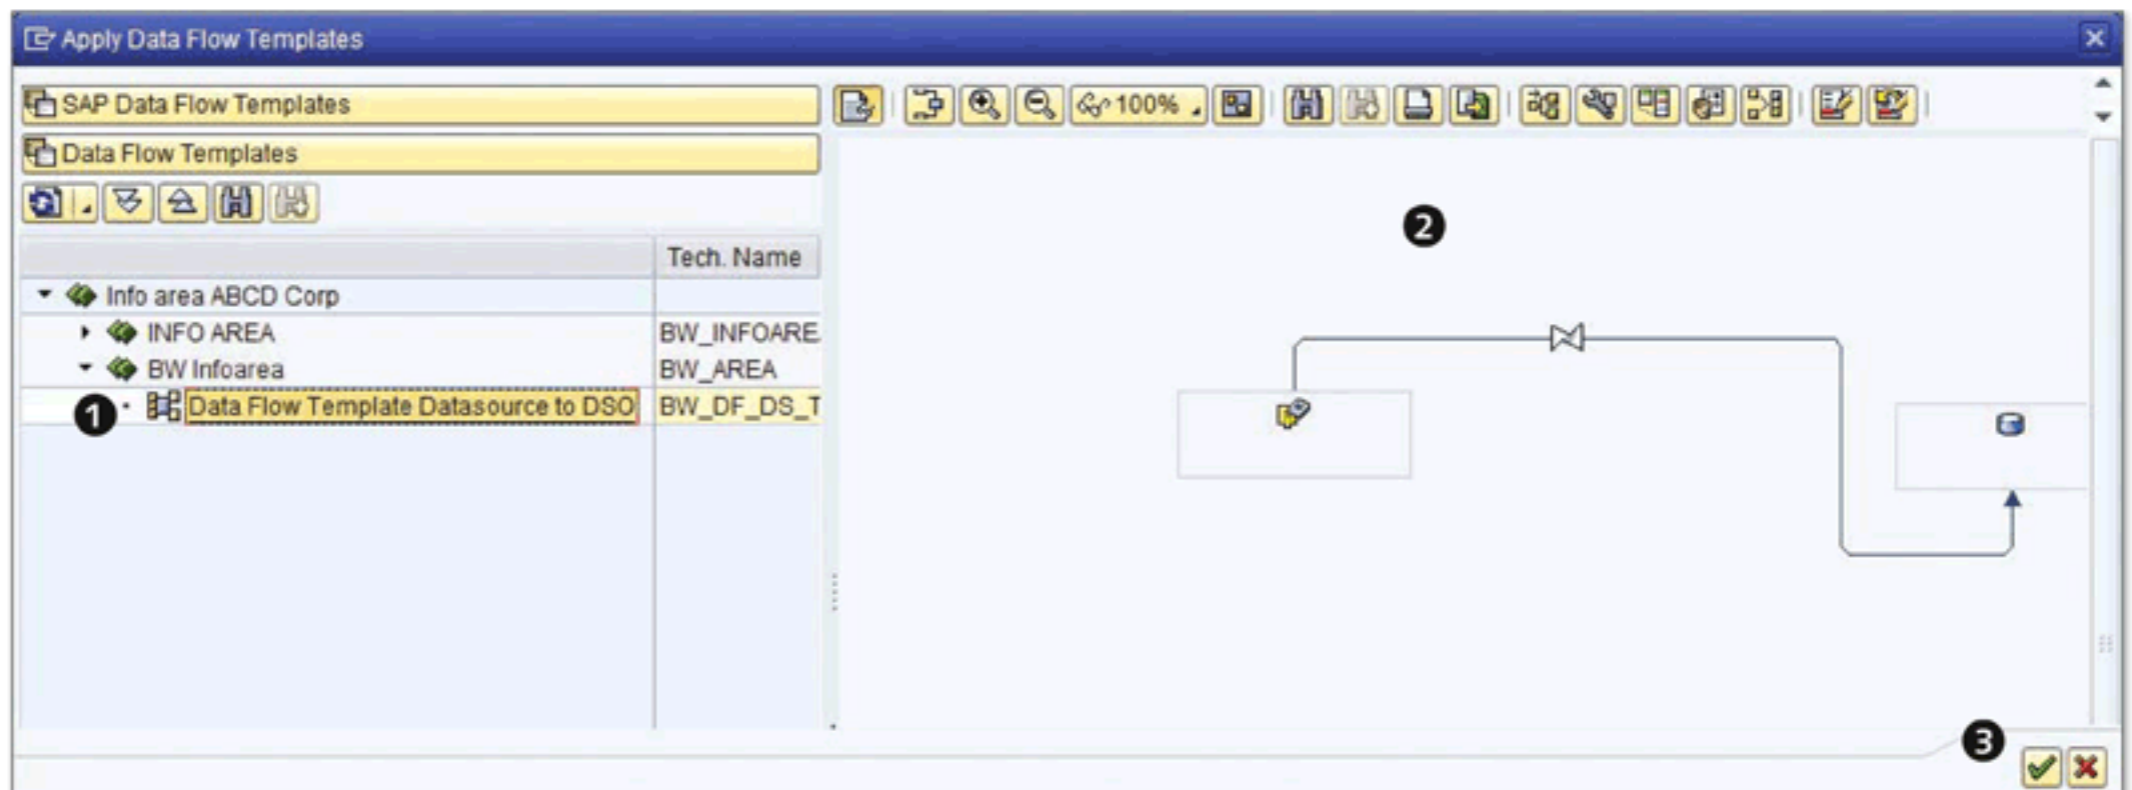 Apply Data Flow Templates
SAP Data Flow Templates
100%
Data Flow Templates
Tech. Name
Info area ABCD Corp
INFO AREA BW_INFOARE
BW Infoarea BW_AREA
1 Data Flow Template Datasource to DSO BW_DF_DS_T
2
3